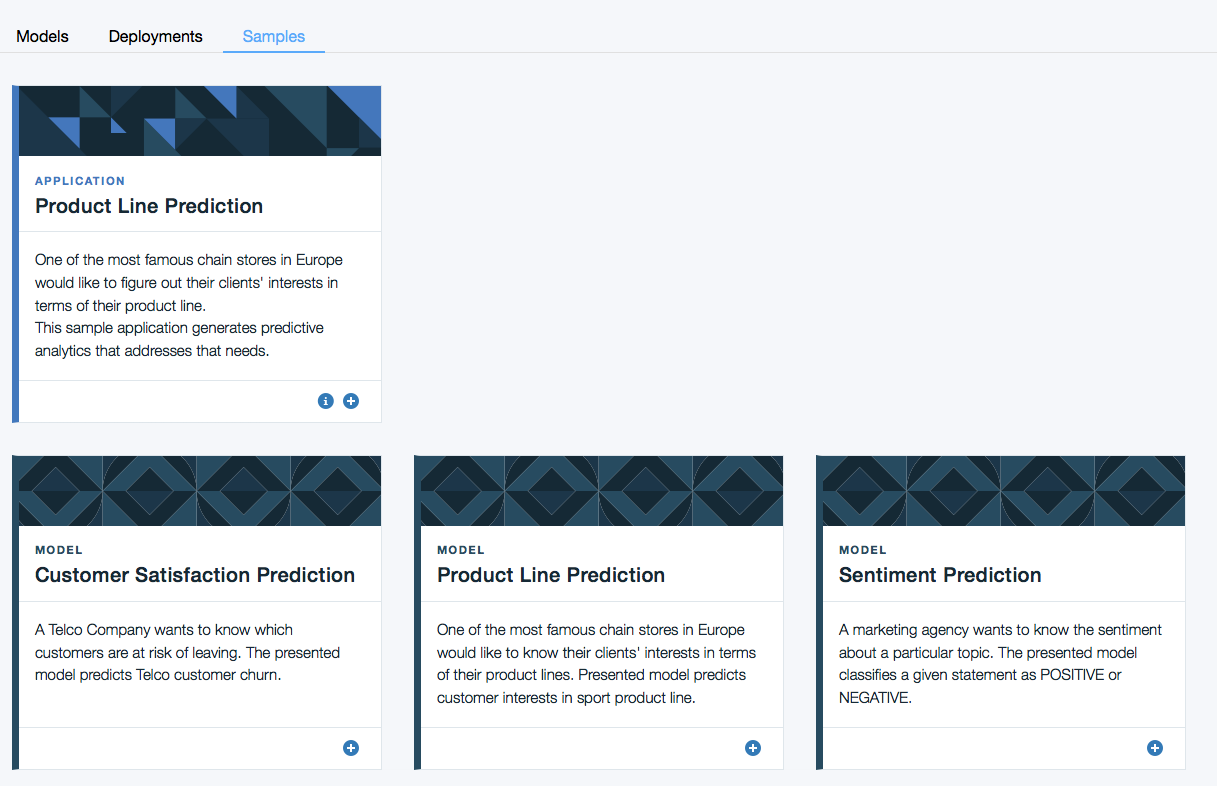 Models Deployments Samples
APPLICATION
Product Line Prediction
One of the most famous chain stores in Europe
would like to figure out their clients' interests in
terms of their product line.
This sample application generates predictive
analytics that addresses that needs.
MODEL
Customer Satisfaction Prediction
A Telco Company wants to know which
customers are at risk of leaving. The presented
model predicts Telco customer churn.
MODEL
Product Line Prediction
One of the most famous chain stores in Europe
would like to know their clients' interests in terms
of their product lines. Presented model predicts
customer interests in sport product line.
MODEL
Sentiment Prediction
A marketing agency wants to know the sentiment
about a particular topic. The presented model
classifies a given statement as POSITIVE or
NEGATIVE.